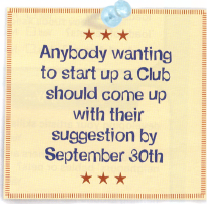 Anybody wanting
to start up a Club
should come up
with their
suggestion by
September 30th